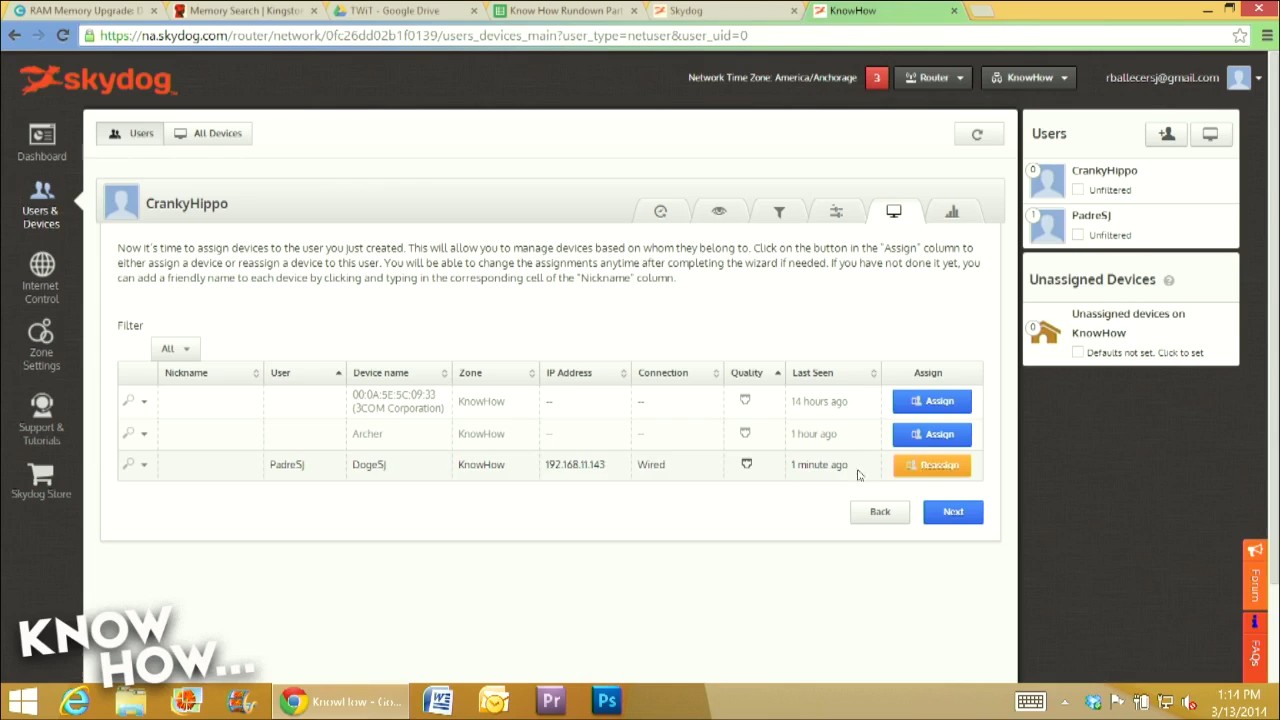 RAM Memory Upgrade: D
Memory Search | Kingston
TWiT - Google Drive
Know How Rundown Part
Skydog
KnowHow
https://na.skydog.com/router/network/0fc26dd02b1f0139/users_devices_main?user_type=netuser&user_uid=0
skydog
Network Time Zone: America/Anchorage
3
Router
KnowHow
rballecersj@gmail.com
Dashboard
Users &
Devices
Internet
Control
Zone
Settings
Support &
Tutorials
Skydog Store
Users
All Devices
CrankyHippo
Now it's time to assign devices to the user you just created. This will allow you to manage devices based on whom they belong to. Click on the button in the "Assign" column to
either assign a device or reassign a device to this user. You will be able to change the assignments anytime after completing the wizard if needed. If you have not done it yet, you
can add a friendly name to each device by clicking and typing in the corresponding cell of the "Nickname" column.
Filter
All
Nickname User Device name Zone IP Address Connection Quality Last Seen Assign
00:0A:5E:5C:09:33
(3COM Corporation) KnowHow -- -- 14 hours ago Assign
Archer KnowHow -- -- 1 hour ago Assign
PadreSJ DogeSJ KnowHow 192.168.11.143 Wired 1 minute ago Reassign
Back
Next
Users
0
CrankyHippo
Unfiltered
1
PadreSJ
Unfiltered
Unassigned Devices ?
0
Unassigned devices on
KnowHow
Defaults not set. Click to set
Forum
i
FAQs
KNOW
HOW...
KnowHow - Go...
W
Pr
Ps
1:14 PM
3/13/2014